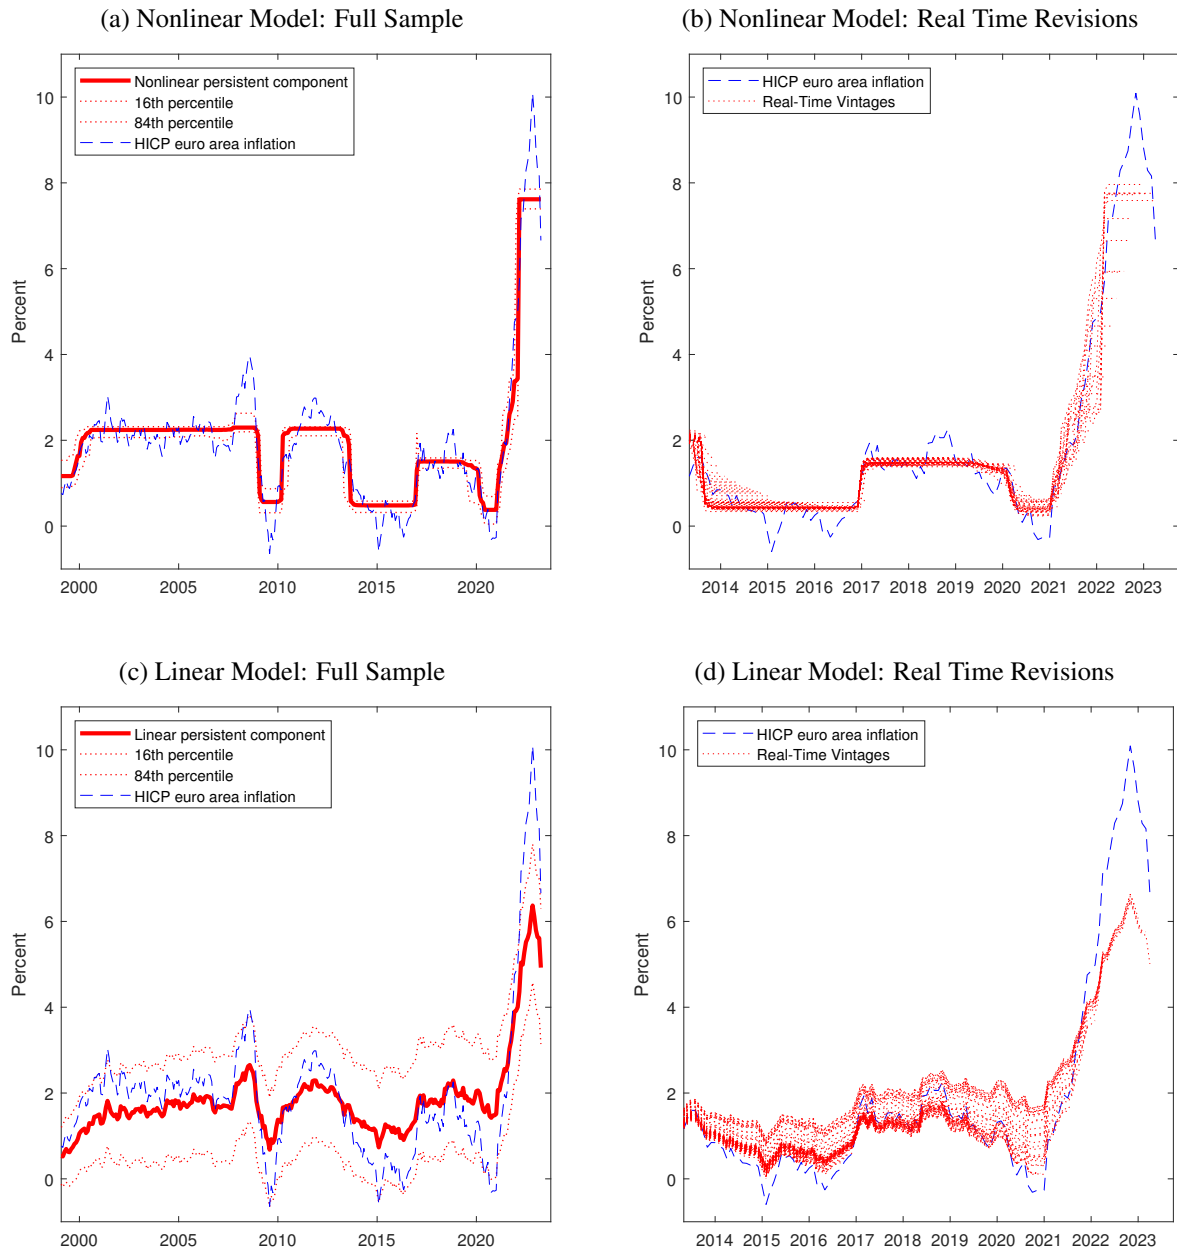 (a) Nonlinear Model: Full Sample
Nonlinear persistent component
16th percentile
84th percentile
HICP euro area inflation
Percent
10
8
6
4
2
0
2000 2005 2010 2015 2020
(b) Nonlinear Model: Real Time Revisions
HICP euro area inflation
Real-Time Vintages
Percent
10
8
6
4
2
0
2014 2015 2016 2017 2018 2019 2020 2021 2022 2023
(c) Linear Model: Full Sample
Linear persistent component
16th percentile
84th percentile
HICP euro area inflation
Percent
10
8
6
4
2
0
2000 2005 2010 2015 2020
(d) Linear Model: Real Time Revisions
HICP euro area inflation
Real-Time Vintages
Percent
10
8
6
4
2
0
2014 2015 2016 2017 2018 2019 2020 2021 2022 2023